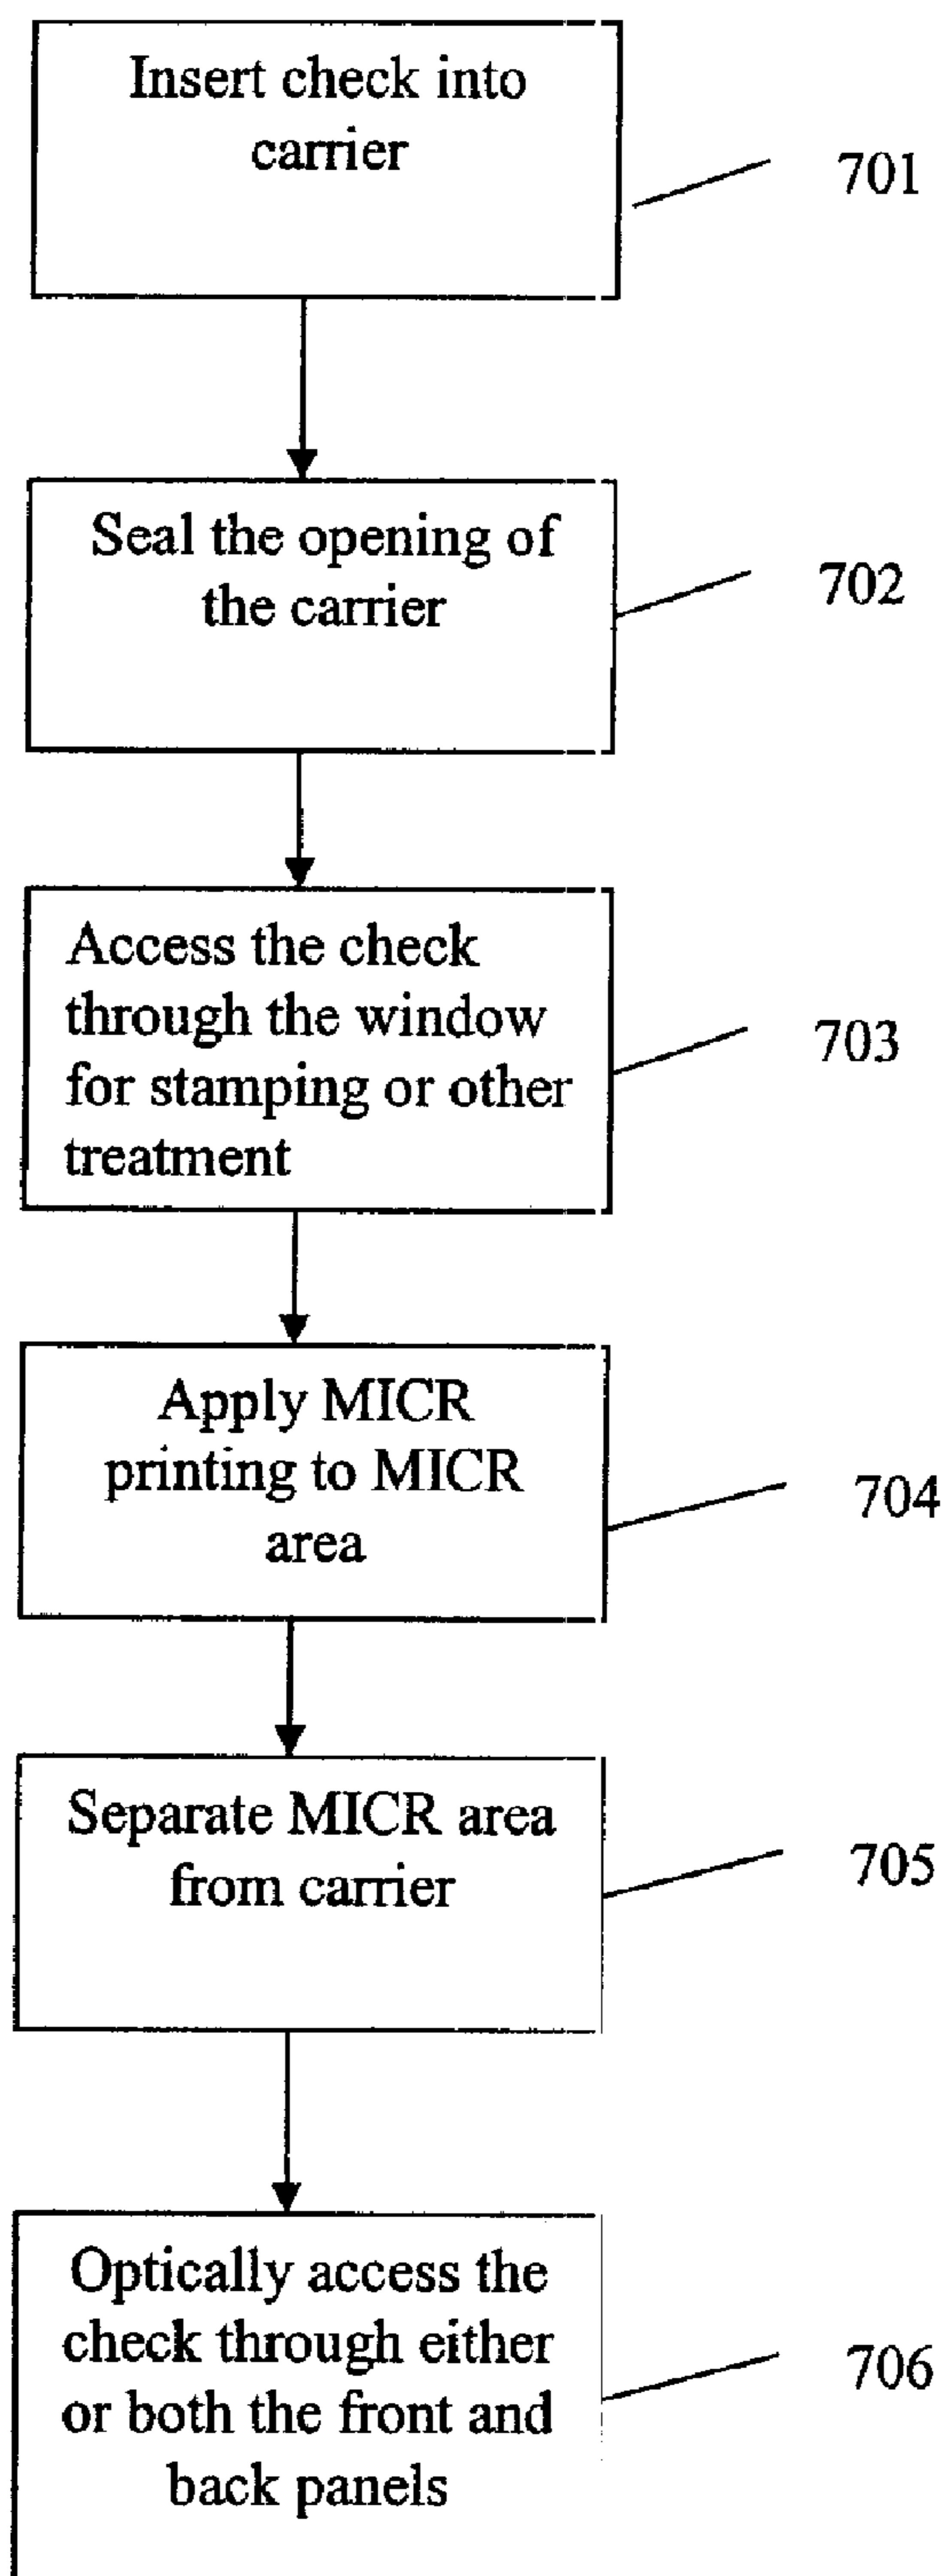 Insert check into
carrier
701
Seal the opening of
the carrier
702
Access the check
through the window
for stamping or other
treatment
703
Apply MICR
printing to MICR
area
704
Separate MICR area
from carrier
705
Optically access the
check through either
or both the front and
back panels
706